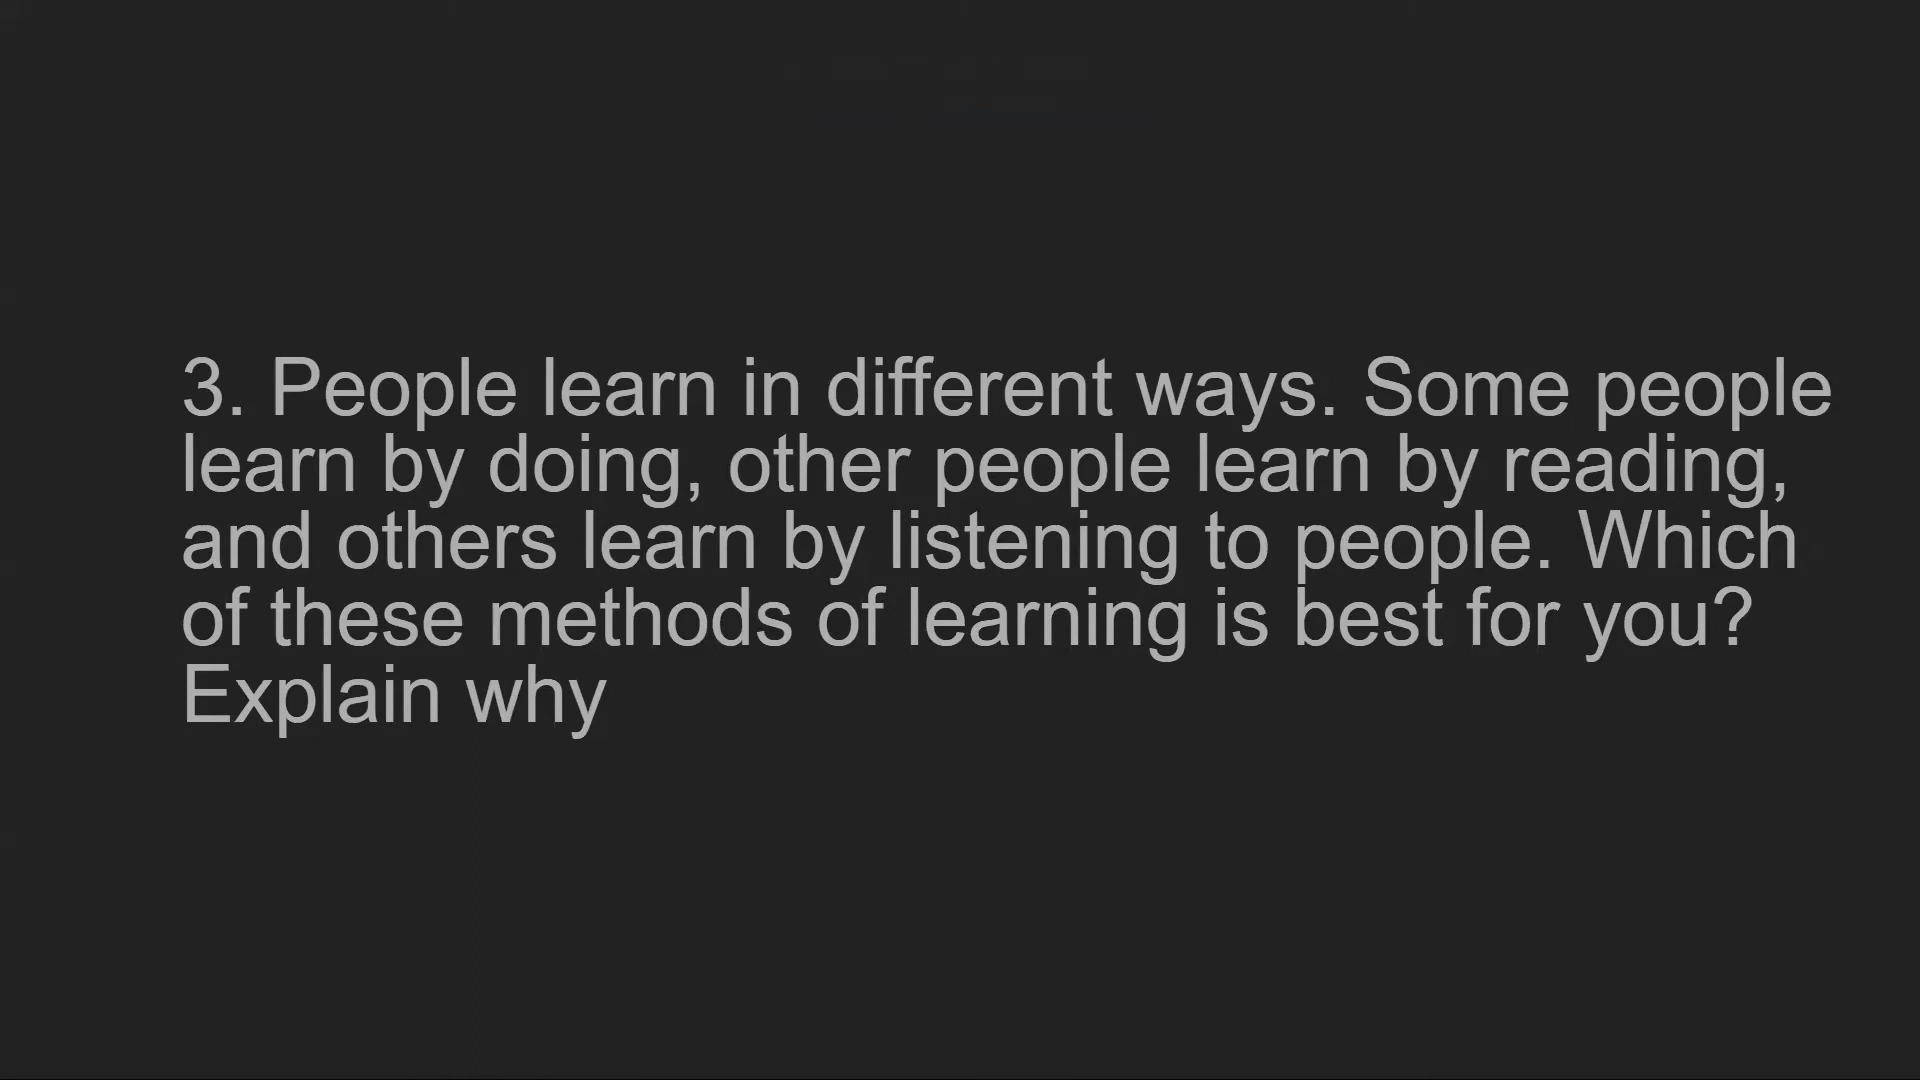 3. People learn in different ways. Some people
learn by doing, other people learn by reading,
and others learn by listening to people. Which
of these methods of learning is best for you?
Explain why